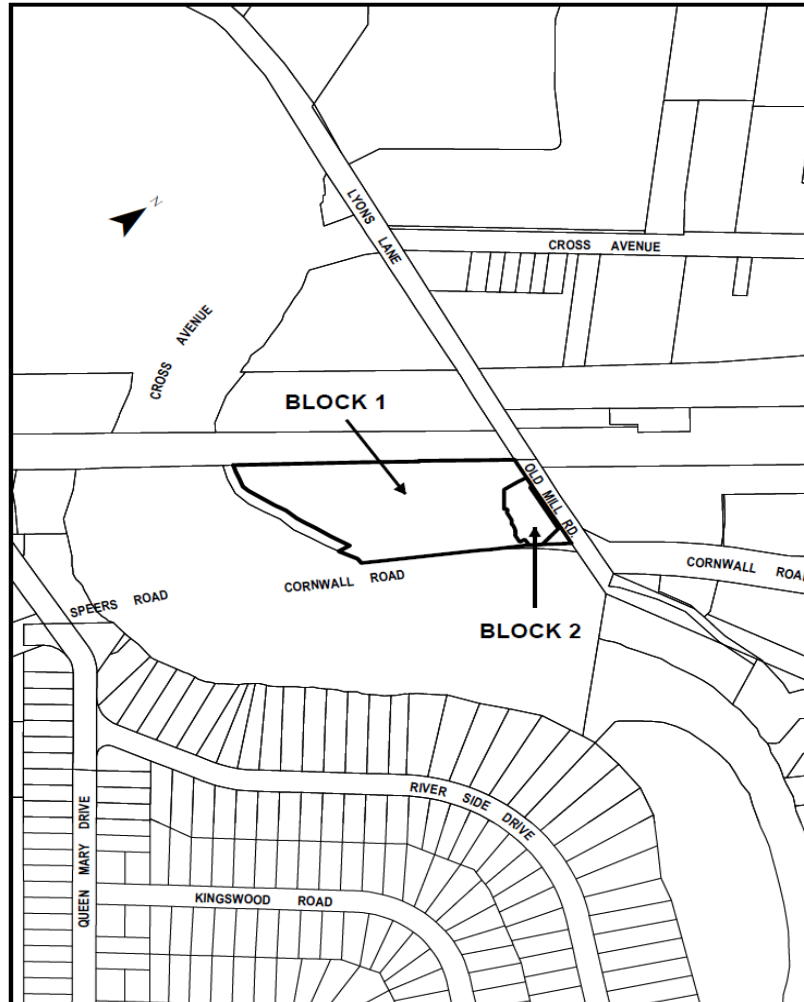 LYONS LANE
N
CROSS AVENUE
CROSS AVENUE
BLOCK 1
OLD MILL RD.
CORNWALL ROAD
CORNWALL ROA
SPEERS ROAD
BLOCK 2
RIVER SIDE DRIVE
QUEEN MARY DRIVE
KINGSWOOD ROAD